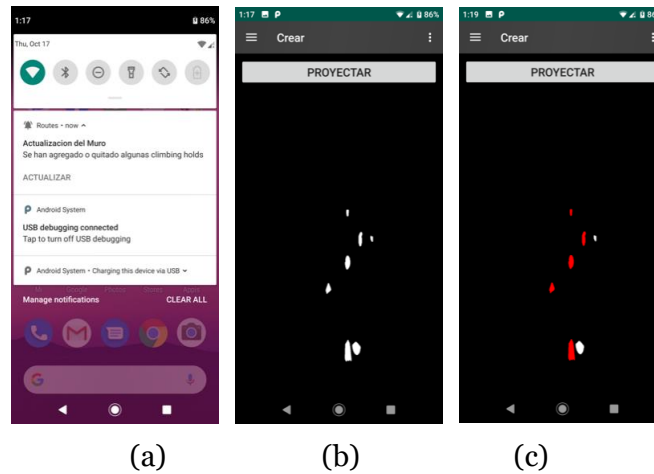 1:17
86%
Thu, Oct 17
Routes • now
Actualizacion del Muro
Se han agregado o quitado algunas climbing holds
ACTUALIZAR
Android System
USB debugging connected
Tap to turn off USB debugging
Android System • Charging this device via USB
Manage notifications
CLEAR ALL
(a)
1:17
86%
Crear
PROYECTAR
(b)
1:19
86
Crear
PROYECTAR
(c)